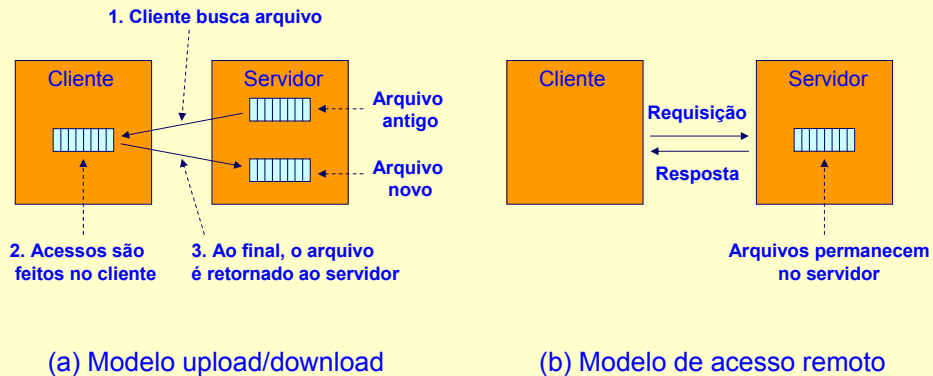 1. Cliente busca arquivo
Cliente
Servidor
Arquivo
antigo
Arquivo
novo
2. Acessos são
feitos no cliente
3. Ao final, o arquivo
é retornado ao servidor
(a) Modelo upload/download
Cliente
Servidor
Requisição
Resposta
Arquivos permanecem
no servidor
(b) Modelo de acesso remoto